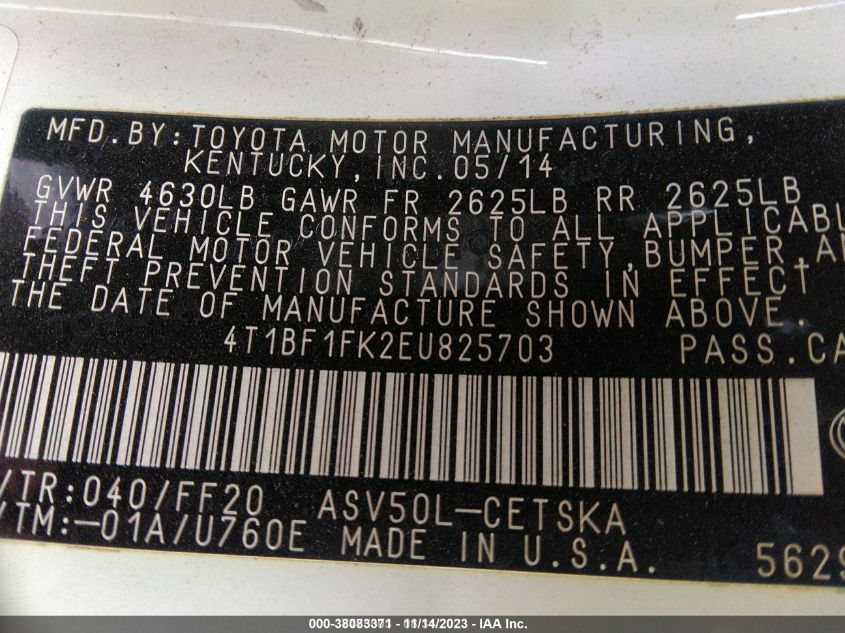 MFD. BY: TOYOTA MOTOR MANUFACTURING,
KENTUCKY, INC. 05/14
GVWR 4630LB GAWR FR 2625LB RR 2625LB
THIS VEHICLE CONFORMS TO ALL APPLICABL
FEDERAL MOTOR VEHICLE SAFETY, BUMPER, AN
THEFT PREVENTION STANDARDS IN EFFECT
THE DATE OF MANUFACTURE SHOWN ABOVE.
4T1BF1FK2EU825703 PASS. CA
/TR: 040/FF20 ASV50L-CETSKA
/TM: -01A/U760E MADE IN U.S.A. 5629
000-38083371 - 11/14/2023 - IAA Inc.